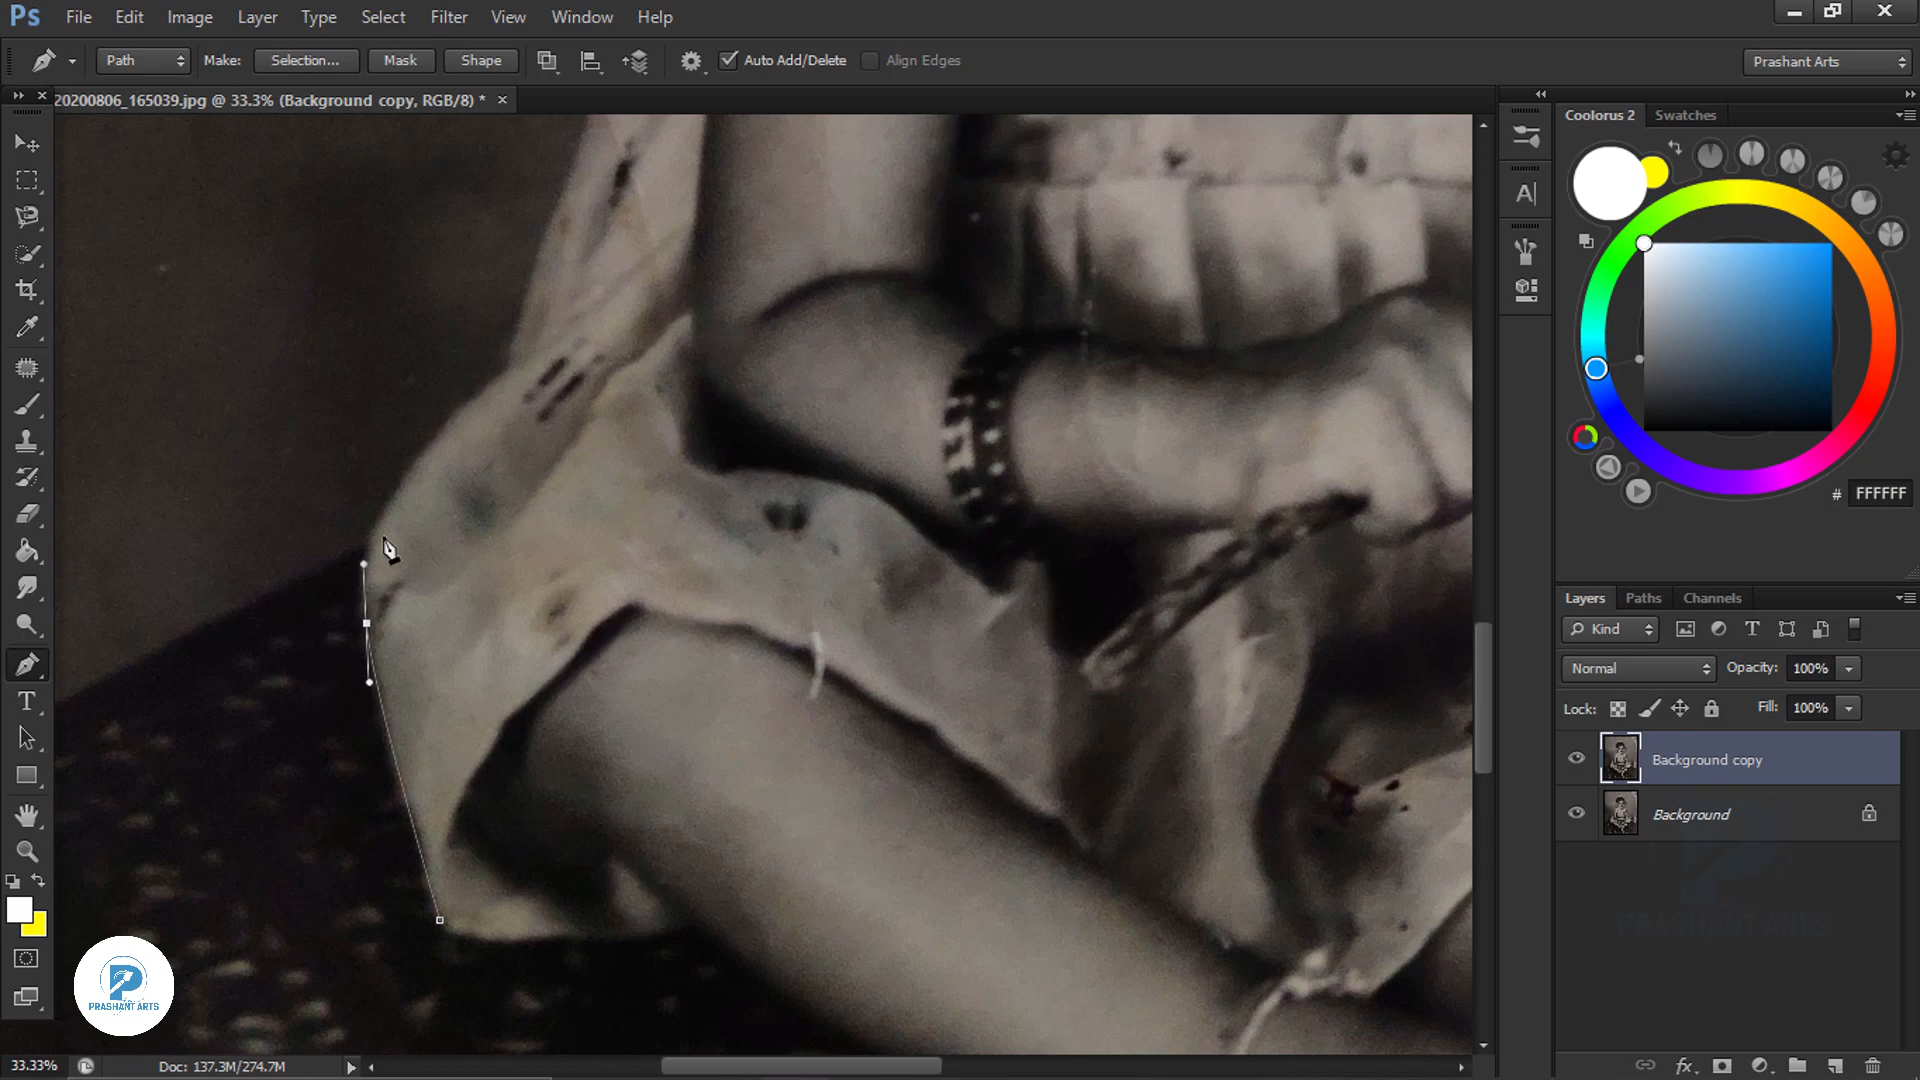 Ps File Edit Image Layer Type Select Filter View Window Help
Path Make: Selection... Mask Shape Auto Add/Delete Align Edges Prashant Arts
20200806_165039.jpg @ 33.3% (Background copy, RGB/8) *
Coolorus 2 Swatches
# FFFFFF
Layers Paths Channels
Kind
Normal Opacity: 100%
Lock: Fill: 100%
Background copy
Background
PRASHANT ARTS
PRASHANT ARTS
33.33% Doc: 137.3M/274.7M